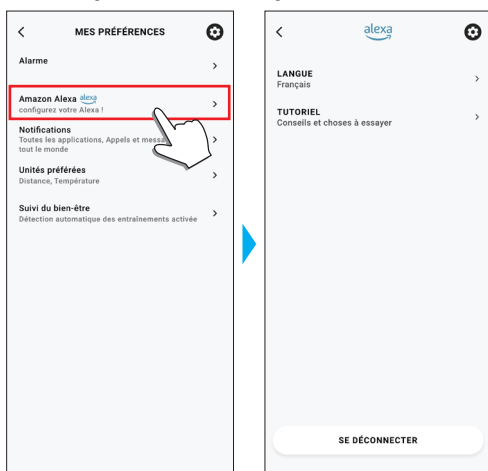 MES PRÉFÉRENCES
Alarme
Amazon Alexa alexa
configurez votre Alexa !
Notifications
Toutes les applications, Appels et messa
tout le monde
Unités préférées
Distance, Température
Suivi du bien-être
Détection automatique des entraînements activée
alexa
LANGUE
Français
TUTORIEL
Conseils et choses à essayer
SE DÉCONNECTER